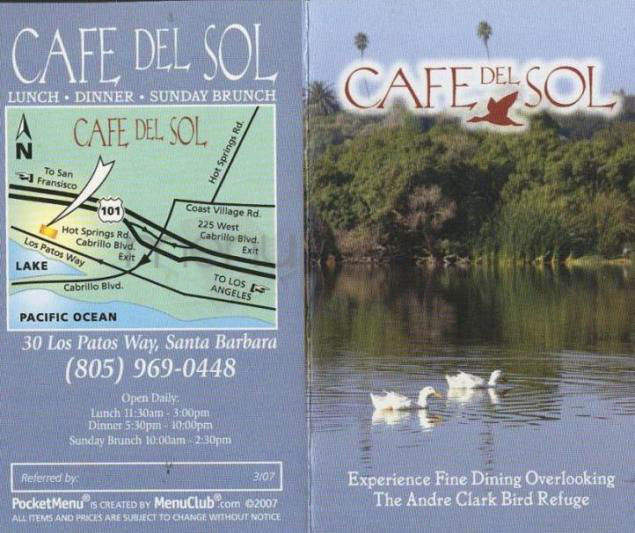 CAFE DEL SOL
LUNCH • DINNER • SUNDAY BRUNCH
CAFE DEL SOL
N
Hot Springs Rd.
To San
Francisco
101
Coast Village Rd.
225 West
Cabrillo Blvd.
Exit
Hot Springs Rd.
Cabrillo Blvd.
Exit
Los Patos Way
LAKE
TO LOS
ANGELES
Cabrillo Blvd.
PACIFIC OCEAN
30 Los Patos Way, Santa Barbara
(805) 969-0448
Open Daily:
Lunch 11:30am - 3:00pm
Dinner 5:30pm - 10:00pm
Sunday Brunch 10:00am - 2:30pm
Referred by: 3/07
PocketMenu® IS CREATED BY MenuClub®.com ©2007
ALL ITEMS AND PRICES ARE SUBJECT TO CHANGE WITHOUT NOTICE
CAFE DEL SOL
Experience Fine Dining Overlooking
The Andre Clark Bird Refuge